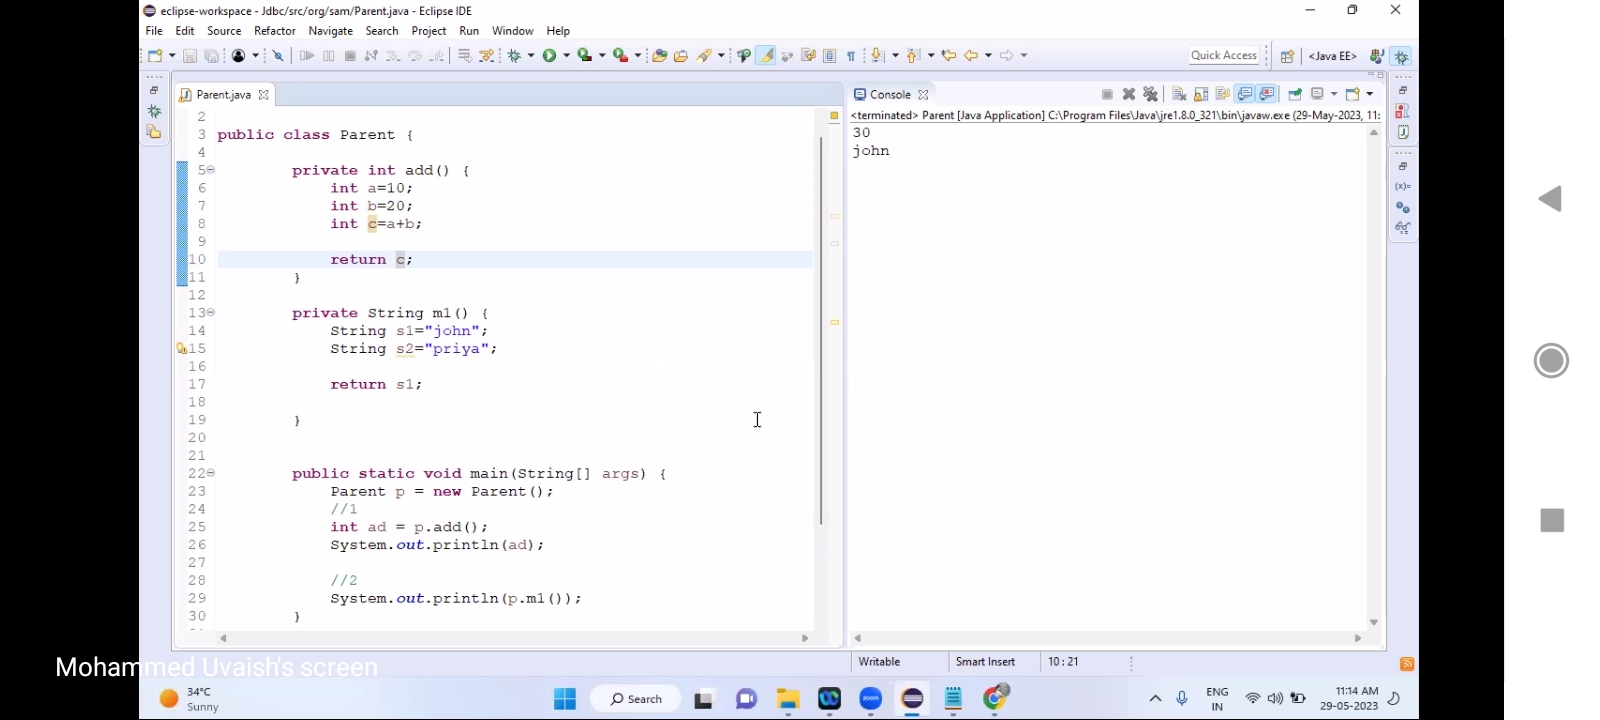 eclipse-workspace - Jdbc/src/org/sam/Parent.java - Eclipse IDE
File Edit Source Refactor Navigate Search Project Run Window Help
Quick Access <Java EE>
Parent.java
2
3 public class Parent {
4
5 private int add() {
6 int a=10;
7 int b=20;
8 int c=a+b;
9
10 return c;
11 }
12
13 private String m1() {
14 String s1="john";
15 String s2="priya";
16
17 return s1;
18
19 }
20
21
22 public static void main(String[] args) {
23 Parent p = new Parent();
24 //1
25 int ad = p.add();
26 System.out.println(ad);
27
28 //2
29 System.out.println(p.m1());
30 }
Console
<terminated> Parent [Java Application] C:\Program Files\Java\jre1.8.0_321\bin\javaw.exe (29-May-2023, 11:
30
john
(x)=
Writable Smart Insert 10 : 21
Mohammed Uvaish's screen
34°C
Sunny
Search
zoom
ENG
IN
11:14 AM
29-05-2023